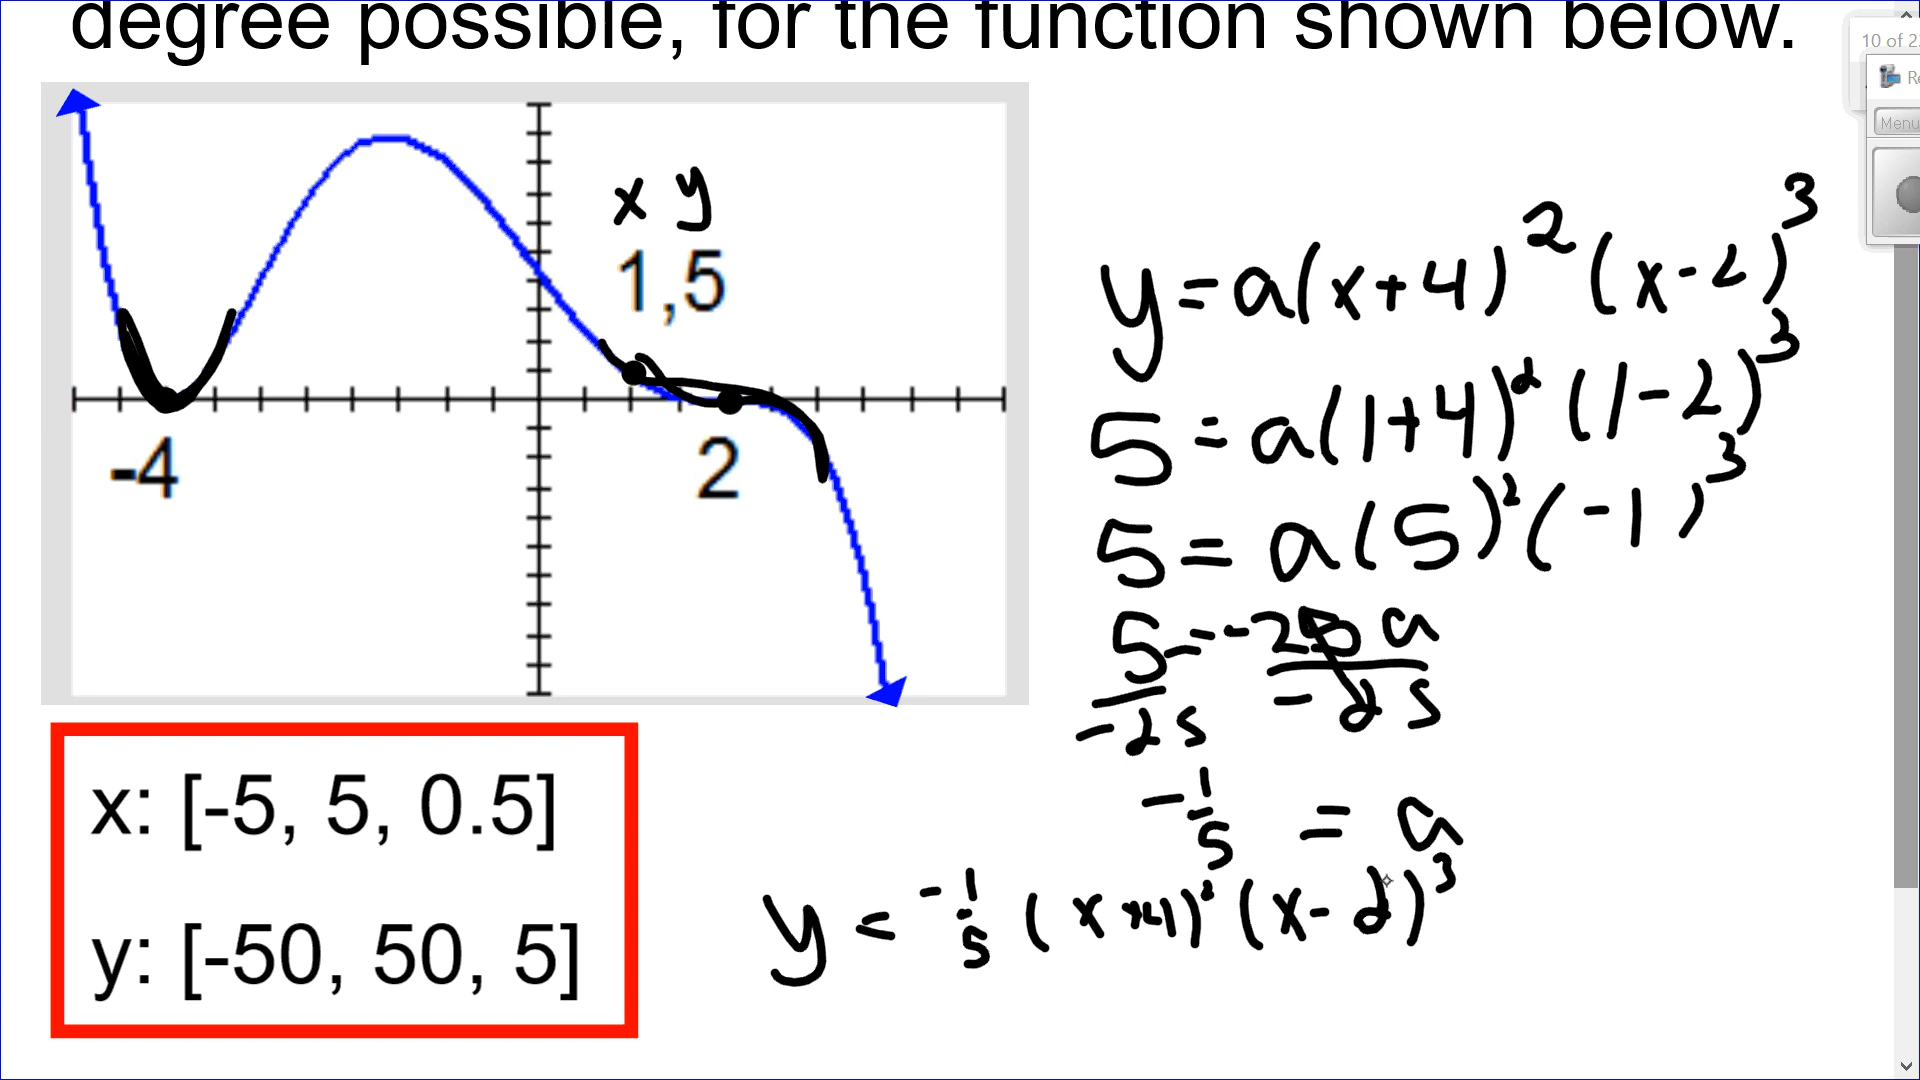 degree possible, for the function shown below.
10 of 2
Re
Menu
x y
1,5
-4
2
y=a(x+4)²(x-2)³
5=a(1+4)²(1-2)³
5=a(5)²(-1)³
5=-25a
-25 -25
-1/5 = a
y = -1/5 (x+4)²(x-2)³
x: [-5, 5, 0.5]
y: [-50, 50, 5]